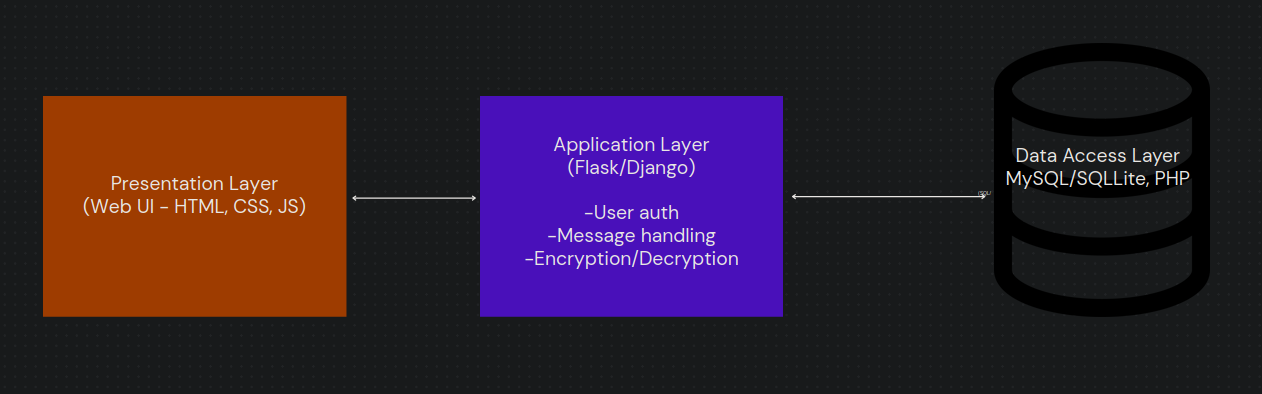 Presentation Layer
(Web UI - HTML, CSS, JS)
Application Layer
(Flask/Django)
-User auth
-Message handling
-Encryption/Decryption
Data Access Layer
MySQL/SQLLite, PHP